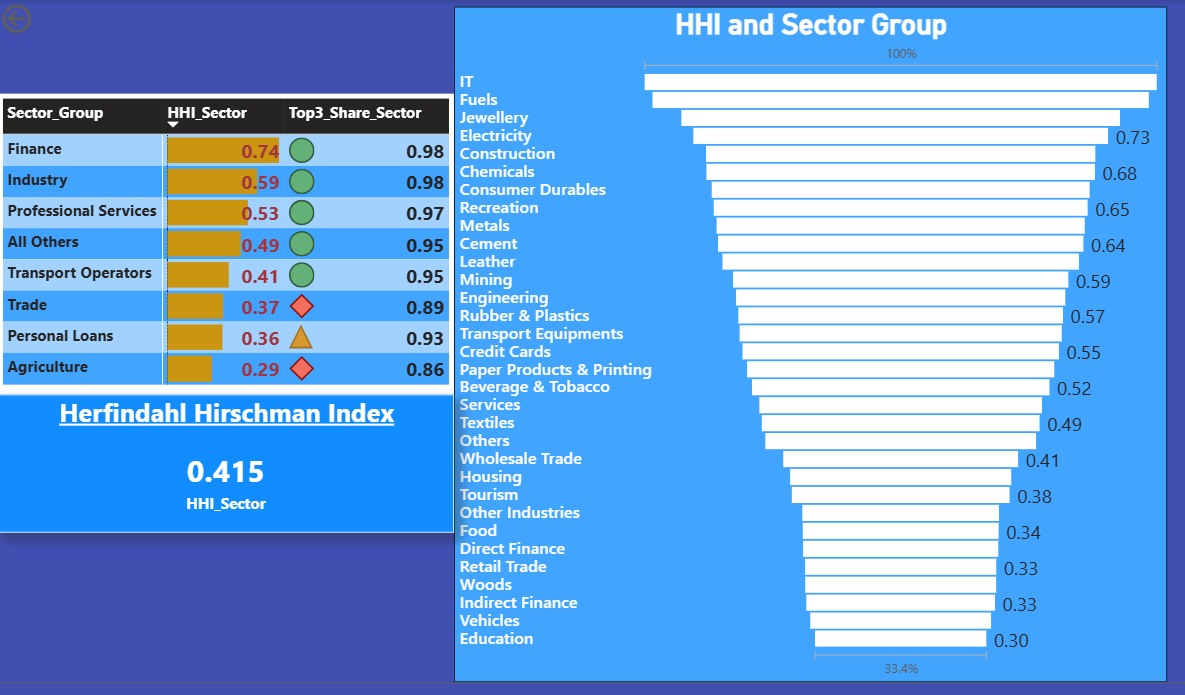 Sector_Group HHI_Sector Top3_Share_Sector
Finance 0.74 0.98
Industry 0.59 0.98
Professional Services 0.53 0.97
All Others 0.49 0.95
Transport Operators 0.41 0.95
Trade 0.37 0.89
Personal Loans 0.36 0.93
Agriculture 0.29 0.86
Herfindahl Hirschman Index
0.415
HHI_Sector
HHI and Sector Group
100%
IT
Fuels
Jewellery
Electricity 0.73
Construction
Chemicals 0.68
Consumer Durables
Recreation 0.65
Metals
Cement 0.64
Leather
Mining 0.59
Engineering
Rubber & Plastics 0.57
Transport Equipments
Credit Cards 0.55
Paper Products & Printing
Beverage & Tobacco 0.52
Services
Textiles 0.49
Others
Wholesale Trade 0.41
Housing
Tourism 0.38
Other Industries
Food 0.34
Direct Finance
Retail Trade 0.33
Woods
Indirect Finance 0.33
Vehicles
Education 0.30
33.4%